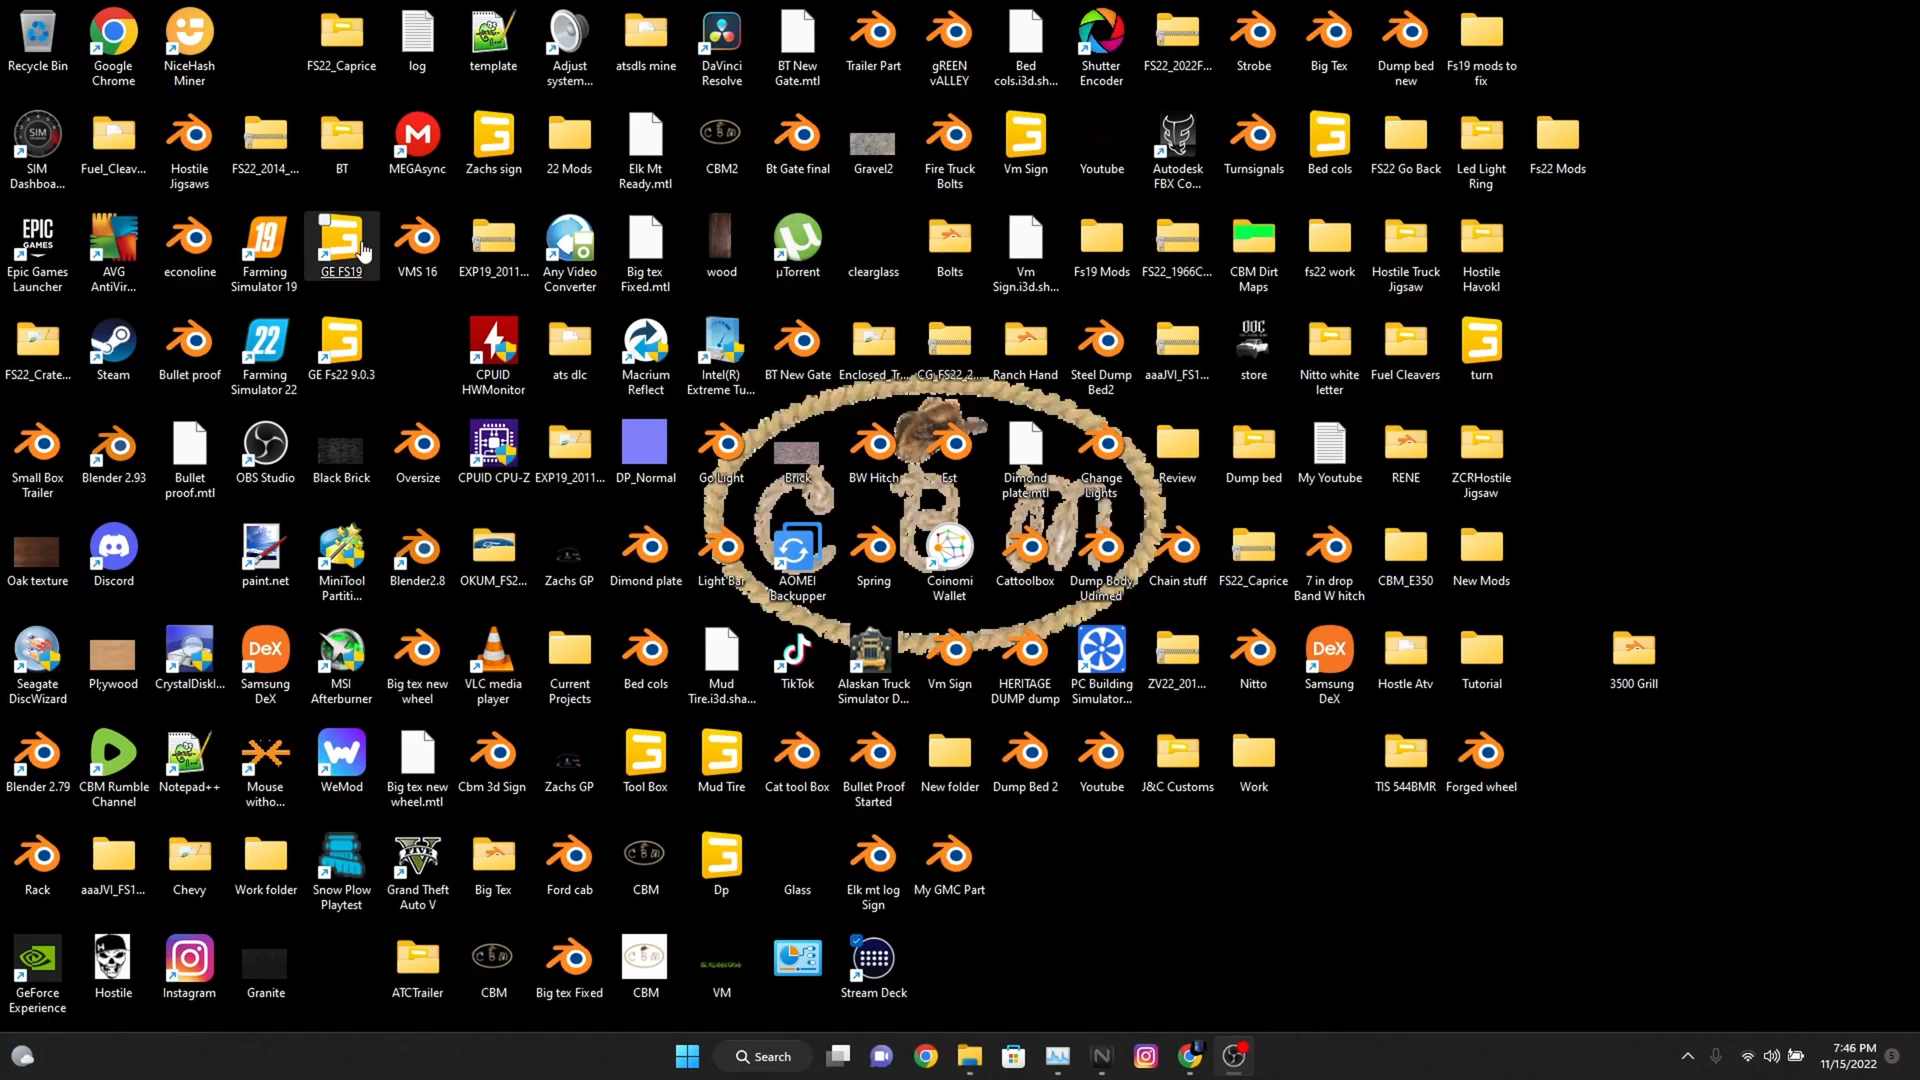 Recycle Bin
Google
Chrome
NiceHash
Miner
FS22_Caprice
log
template
Adjust
system...
atsdls mine
DaVinci
Resolve
BT New
Gate.mtl
Trailer Part
gREEN
vALLEY
Bed
cols.i3d.sh...
Shutter
Encoder
FS22_2022F...
Strobe
Big Tex
Dump bed
new
Fs19 mods to
fix
SIM
SIM
Dashboa...
Fuel_Cleav...
Hostile
Jigsaws
FS22_2014_...
BT
MEGAsync
Zachs sign
22 Mods
Elk Mt
Ready.mtl
CBM
CBM2
Bt Gate final
Gravel2
Fire Truck
Bolts
Vm Sign
Youtube
Autodesk
FBX Co...
Turnsignals
Bed cols
FS22 Go Back
Led Light
Ring
Fs22 Mods
EPIC
GAMES
Epic Games
Launcher
AVG
AntiVir...
econoline
19
Farming
Simulator 19
GE FS19
VMS 16
EXP19_2011...
Any Video
Converter
Big tex
Fixed.mtl
wood
µTorrent
clearglass
Bolts
Vm
Sign.i3d.sh...
Fs19 Mods
FS22_1966C...
CBM Dirt
Maps
fs22 work
Hostile Truck
Jigsaw
Hostile
Havokl
FS22_Crate...
Steam
Bullet proof
22
Farming
Simulator 22
GE Fs22 9.0.3
CPUID
HWMonitor
ats dlc
Macrium
Reflect
Intel(R)
Extreme Tu...
BT New Gate
Enclosed_Tr...
CG_FS22_2...
Ranch Hand
Steel Dump
Bed2
aaaJVI_FS1...
store
Nitto white
letter
Fuel Cleavers
turn
Small Box
Trailer
Blender 2.93
Bullet
proof.mtl
OBS Studio
Black Brick
Oversize
CPUID CPU-Z
EXP19_2011...
DP_Normal
Go Light
Brick
BW Hitch
Est
Dimond
plate.mtl
Change
Lights
Review
Dump bed
My Youtube
RENE
ZCRHostile
Jigsaw
CBM
Oak texture
Discord
paint.net
MiniTool
Partiti...
Blender2.8
OKUM_FS2...
Zachs GP
Dimond plate
Light Bar
AOMEI
Backupper
Spring
Coinomi
Wallet
Cattoolbox
Dump Body
Udimed
Chain stuff
FS22_Caprice
7 in drop
Band W hitch
CBM_E350
New Mods
Seagate
DiscWizard
Pl;ywood
CrystalDiskI...
DeX
Samsung
DeX
MSI
Afterburner
Big tex new
wheel
VLC media
player
Current
Projects
Bed cols
Mud
Tire.i3d.sha...
TikTok
Alaskan Truck
Simulator D...
Vm Sign
HERITAGE
DUMP dump
PC Building
Simulator...
ZV22_201...
Nitto
DeX
Samsung
DeX
Hostle Atv
Tutorial
3500 Grill
Blender 2.79
CBM Rumble
Channel
Notepad++
Mouse
witho...
WeMod
Big tex new
wheel.mtl
Cbm 3d Sign
Zachs GP
Tool Box
Mud Tire
Cat tool Box
Bullet Proof
Started
New folder
Dump Bed 2
Youtube
J&C Customs
Work
TIS 544BMR
Forged wheel
Rack
aaaJVI_FS1...
Chevy
Work folder
Snow Plow
Playtest
Grand Theft
Auto V
Big Tex
Ford cab
CBM
CBM
Dp
Glass
Elk mt log
Sign
My GMC Part
GeForce
Experience
Hostile
Instagram
Granite
ATCTrailer
CBM
CBM
Big tex Fixed
CBM
CBM
VM
Stream Deck
Search
7:46 PM
11/15/2022
5